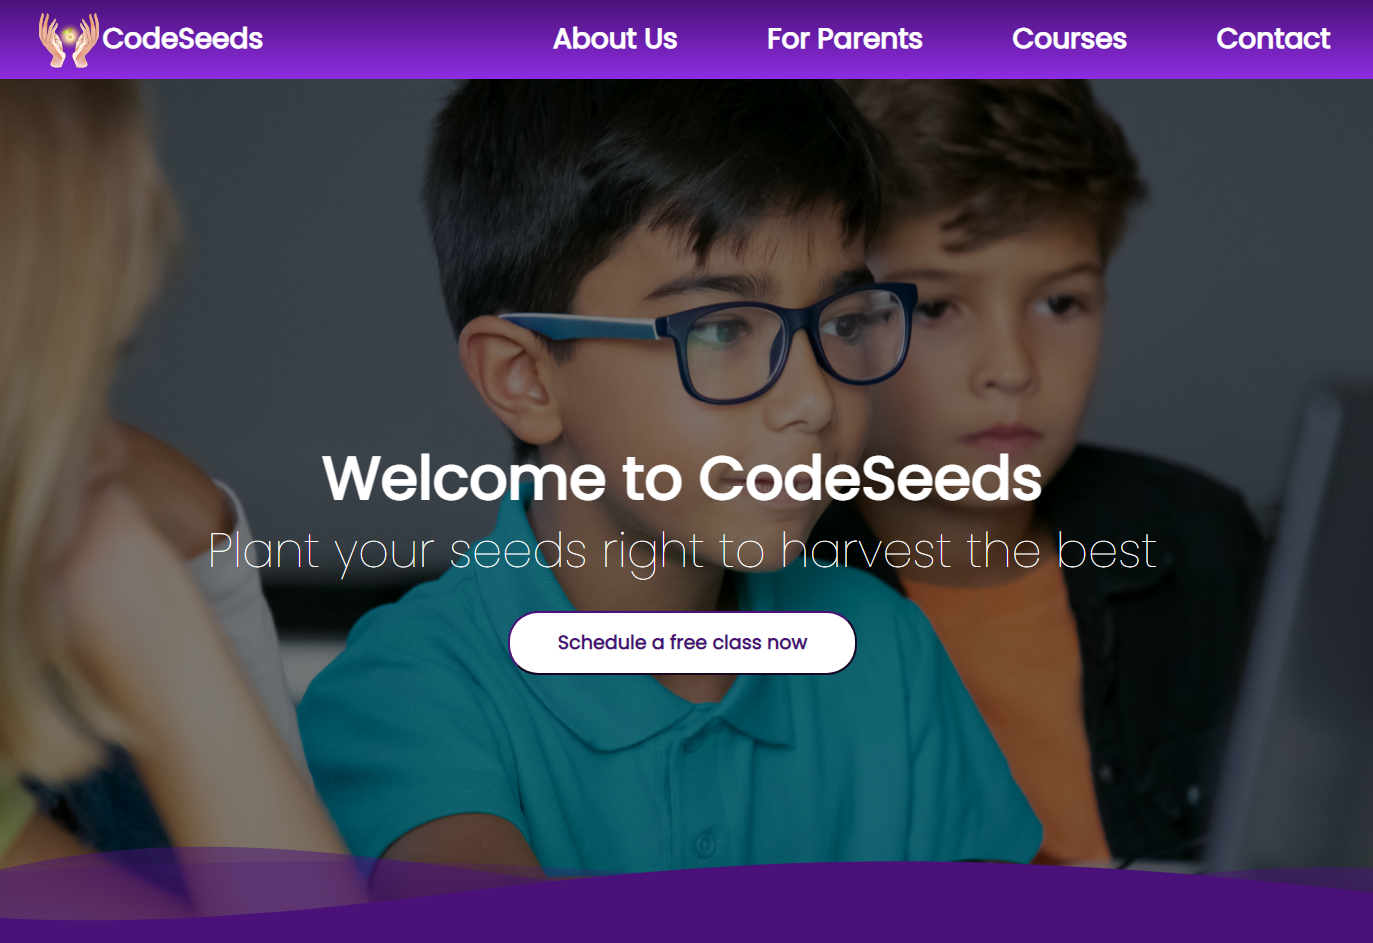 CodeSeeds
About Us
For Parents
Courses
Contact
Welcome to CodeSeeds
Plant your seeds right to harvest the best
Schedule a free class now